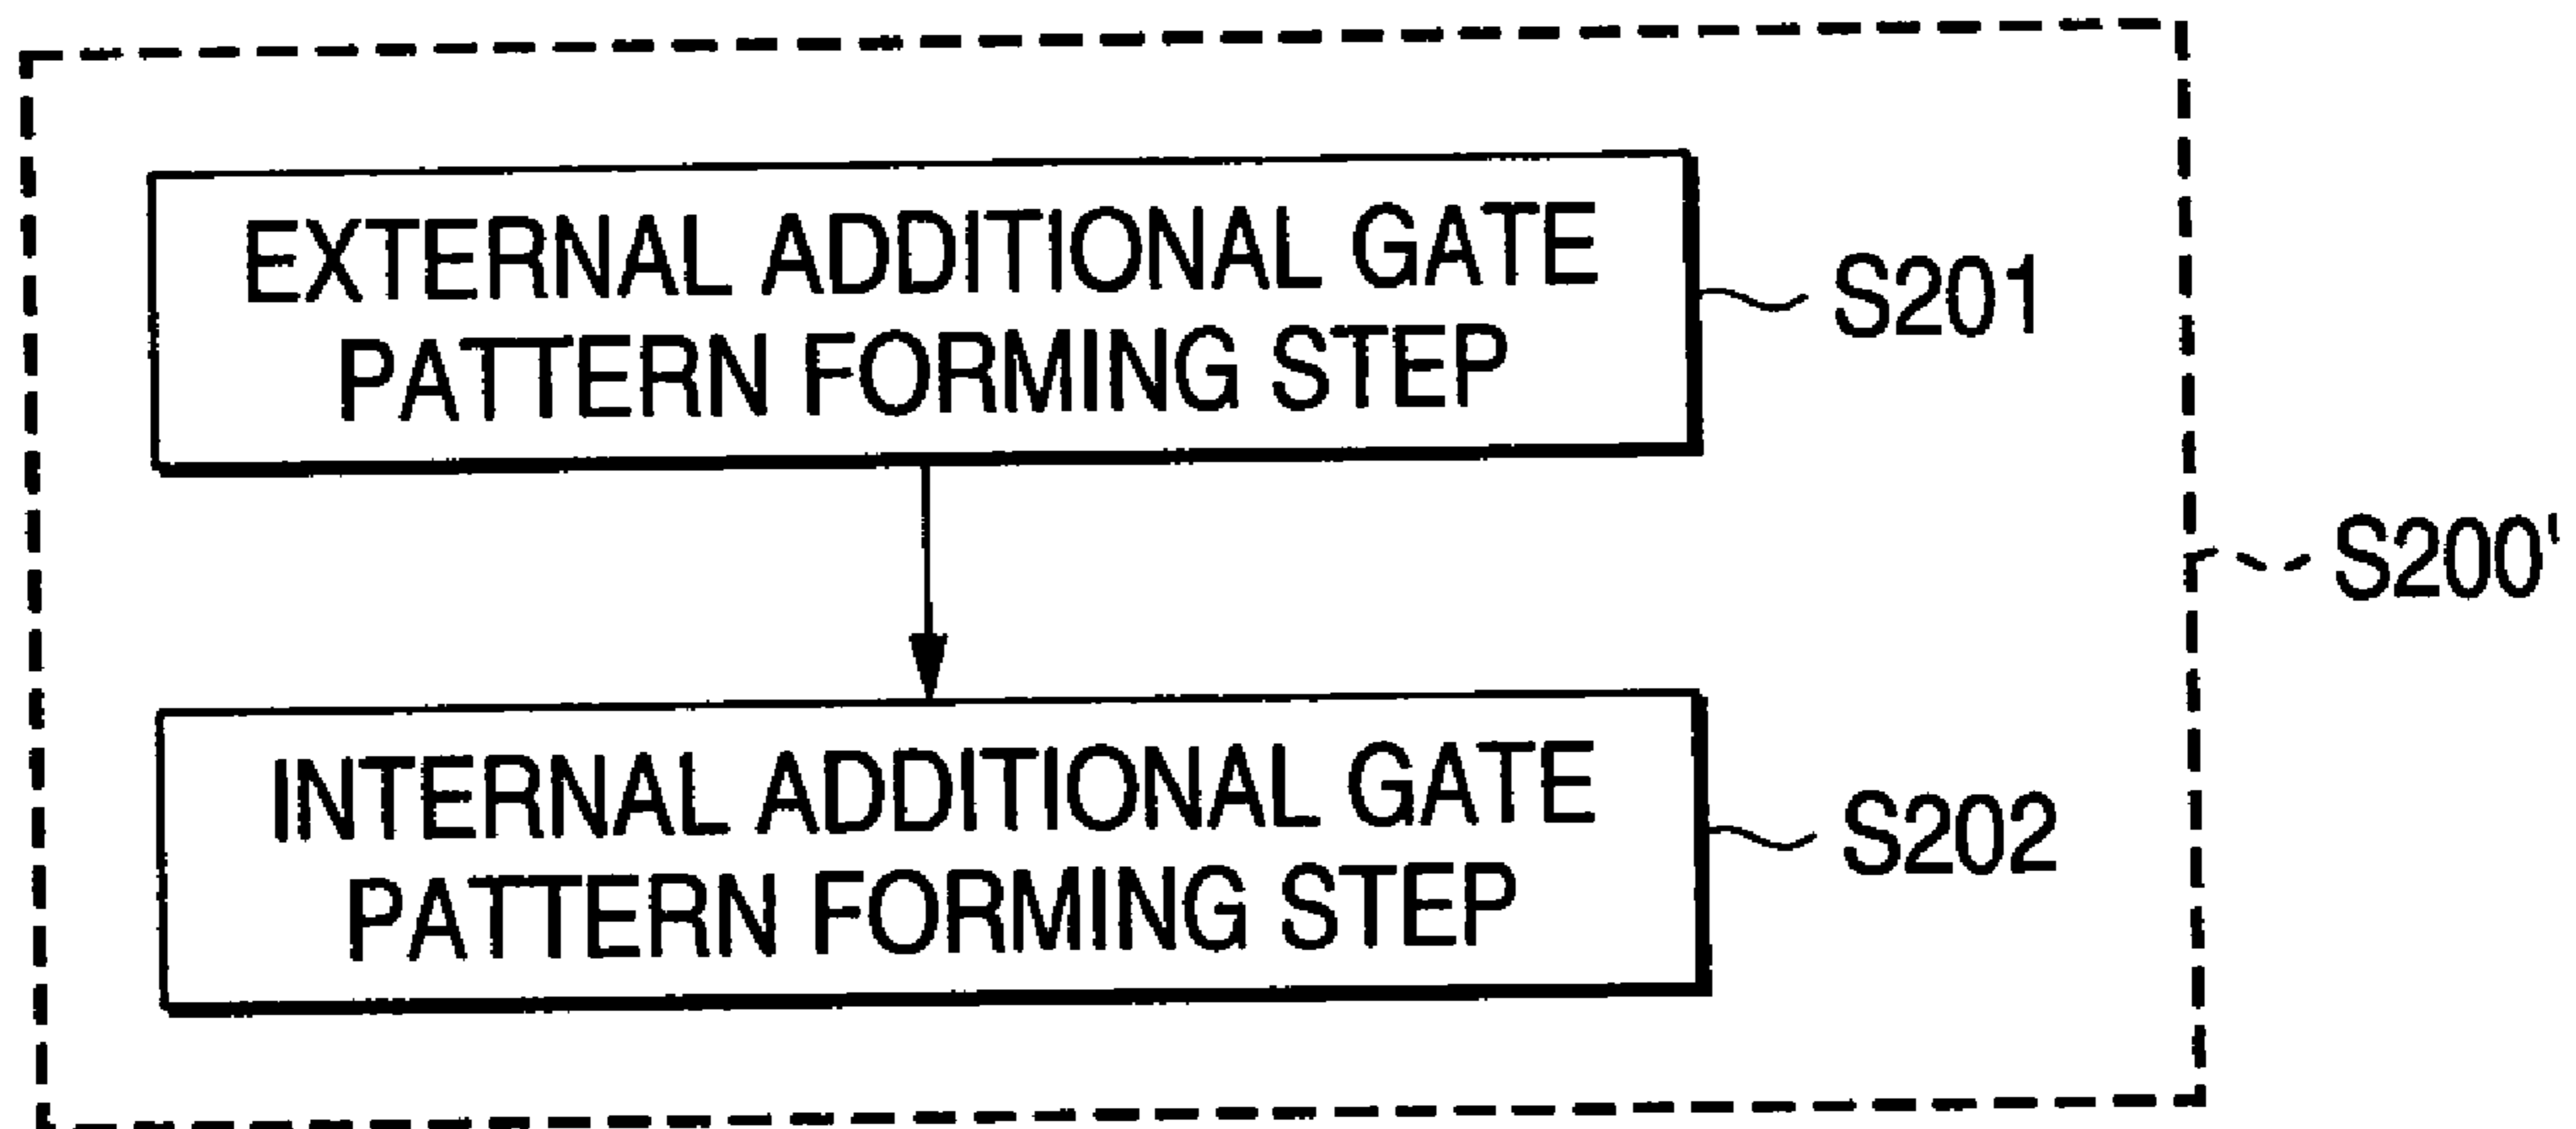 EXTERNAL ADDITIONAL GATE
PATTERN FORMING STEP
S201
S200'
INTERNAL ADDITIONAL GATE
PATTERN FORMING STEP
S202